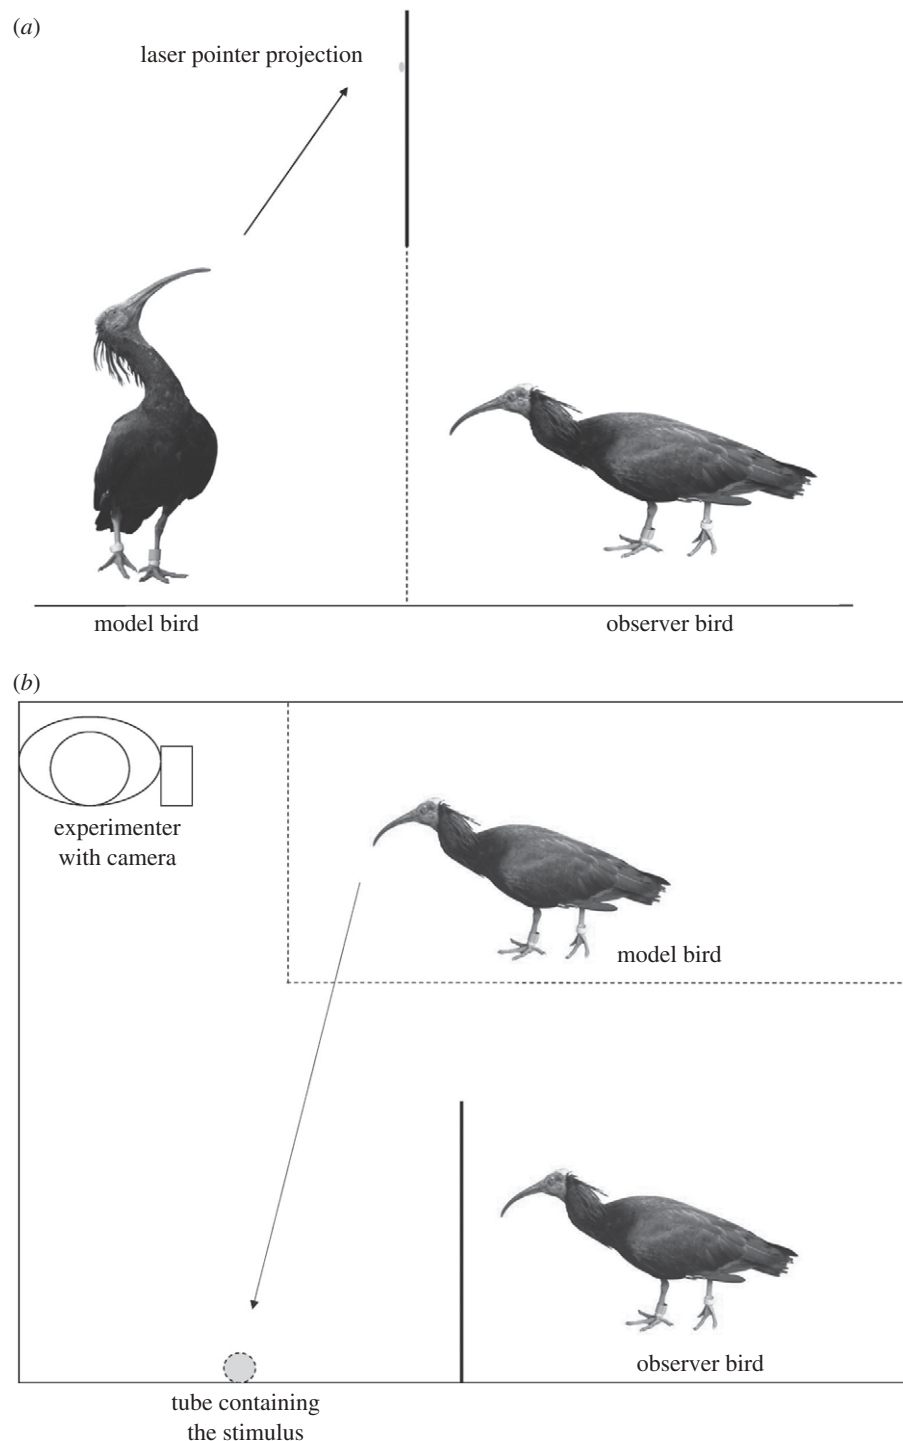 (a)
laser pointer projection
model bird
observer bird
(b)
experimenter
with camera
model bird
observer bird
tube containing
the stimulus